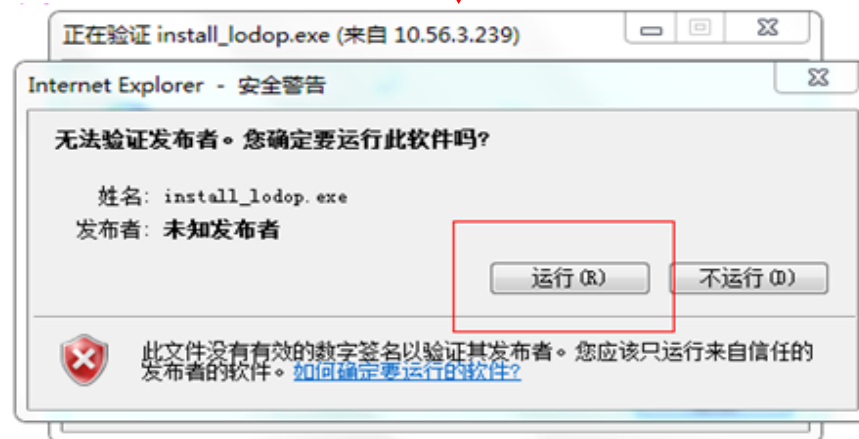 正在验证 install_lodop.exe (来自 10.56.3.239)
Internet Explorer - 安全警告
无法验证发布者。您确定要运行此软件吗?
姓名: install_lodop.exe
发布者: 未知发布者
运行(R) 不运行(D)
此文件没有有效的数字签名以验证其发布者。您应该只运行来自信任的
发布者的软件。如何确定要运行的软件?